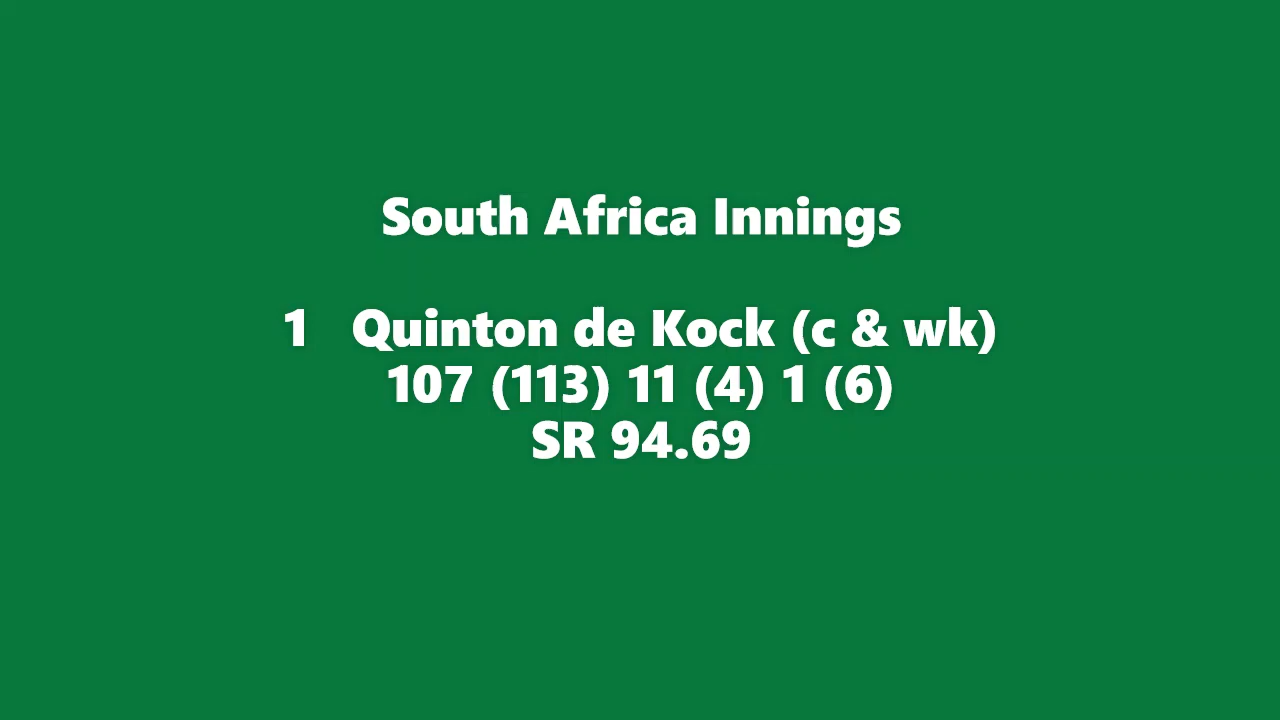 South Africa Innings
1 Quinton de Kock (c & wk)
107 (113) 11 (4) 1 (6)
SR 94.69